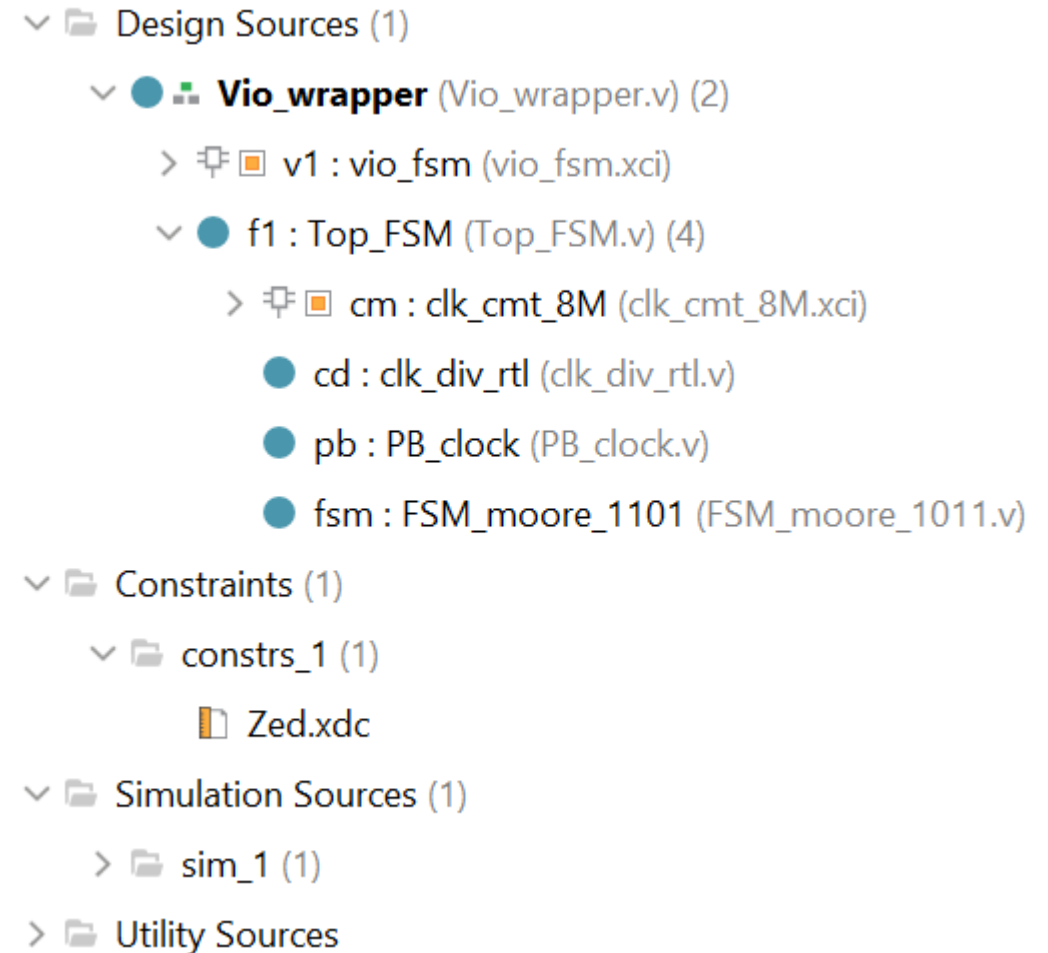 Design Sources (1)
Vio_wrapper (Vio_wrapper.v) (2)
v1 : vio_fsm (vio_fsm.xci)
f1 : Top_FSM (Top_FSM.v) (4)
cm : clk_cmt_8M (clk_cmt_8M.xci)
cd : clk_div_rtl (clk_div_rtl.v)
pb : PB_clock (PB_clock.v)
fsm : FSM_moore_1101 (FSM_moore_1011.v)
Constraints (1)
constrs_1 (1)
Zed.xdc
Simulation Sources (1)
sim_1 (1)
Utility Sources